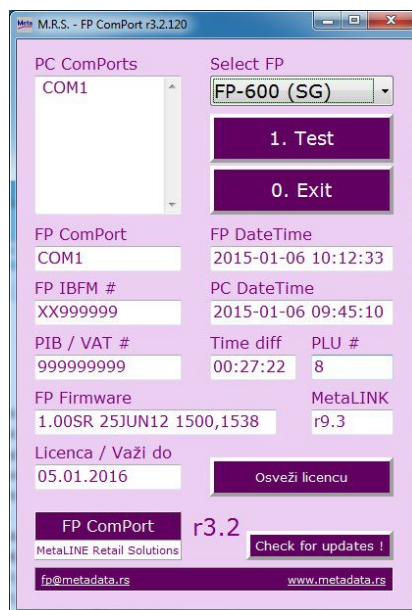 Meta M.R.S. - FP ComPort r3.2.120
PC ComPorts
COM1
Select FP
FP-600 (SG)
1. Test
0. Exit
FP ComPort
COM1
FP DateTime
2015-01-06 10:12:33
FP IBFM #
XX999999
PC DateTime
2015-01-06 09:45:10
PIB / VAT #
999999999
Time diff
00:27:22
PLU #
8
FP Firmware
1.00SR 25JUN12 1500,1538
MetaLINK
r9.3
Licenca / Važi do
05.01.2016
Osveži licencu
FP ComPort
MetaLINE Retail Solutions
r3.2
Check for updates !
fp@metadata.rs
www.metadata.rs